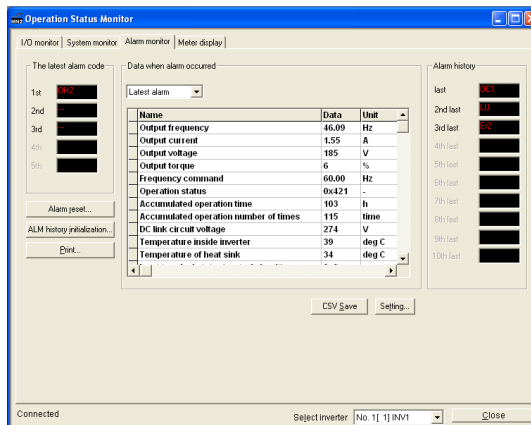 Operation Status Monitor
I/O monitor System monitor Alarm monitor Meter display
The latest alarm code
1st OH2
2nd ---
3rd ---
4th
5th
Alarm reset...
ALM history initialization...
Print...
Data when alarm occurred
Latest alarm
Name Data Unit
Output frequency 46.09 Hz
Output current 1.55 A
Output voltage 185 V
Output torque 6 %
Frequency command 60.00 Hz
Operation status 0x421 -
Accumulated operation time 103 h
Accumulated operation number of times 115 time
DC link circuit voltage 274 V
Temperature inside inverter 39 deg C
Temperature of heat sink 34 deg C
CSV Save Setting...
Alarm history
last OC1
2nd last LU
3rd last Er2
4th last
5th last
6th last
7th last
8th last
9th last
10th last
Connected
Select inverter No. 1[ 1] INV1
Close